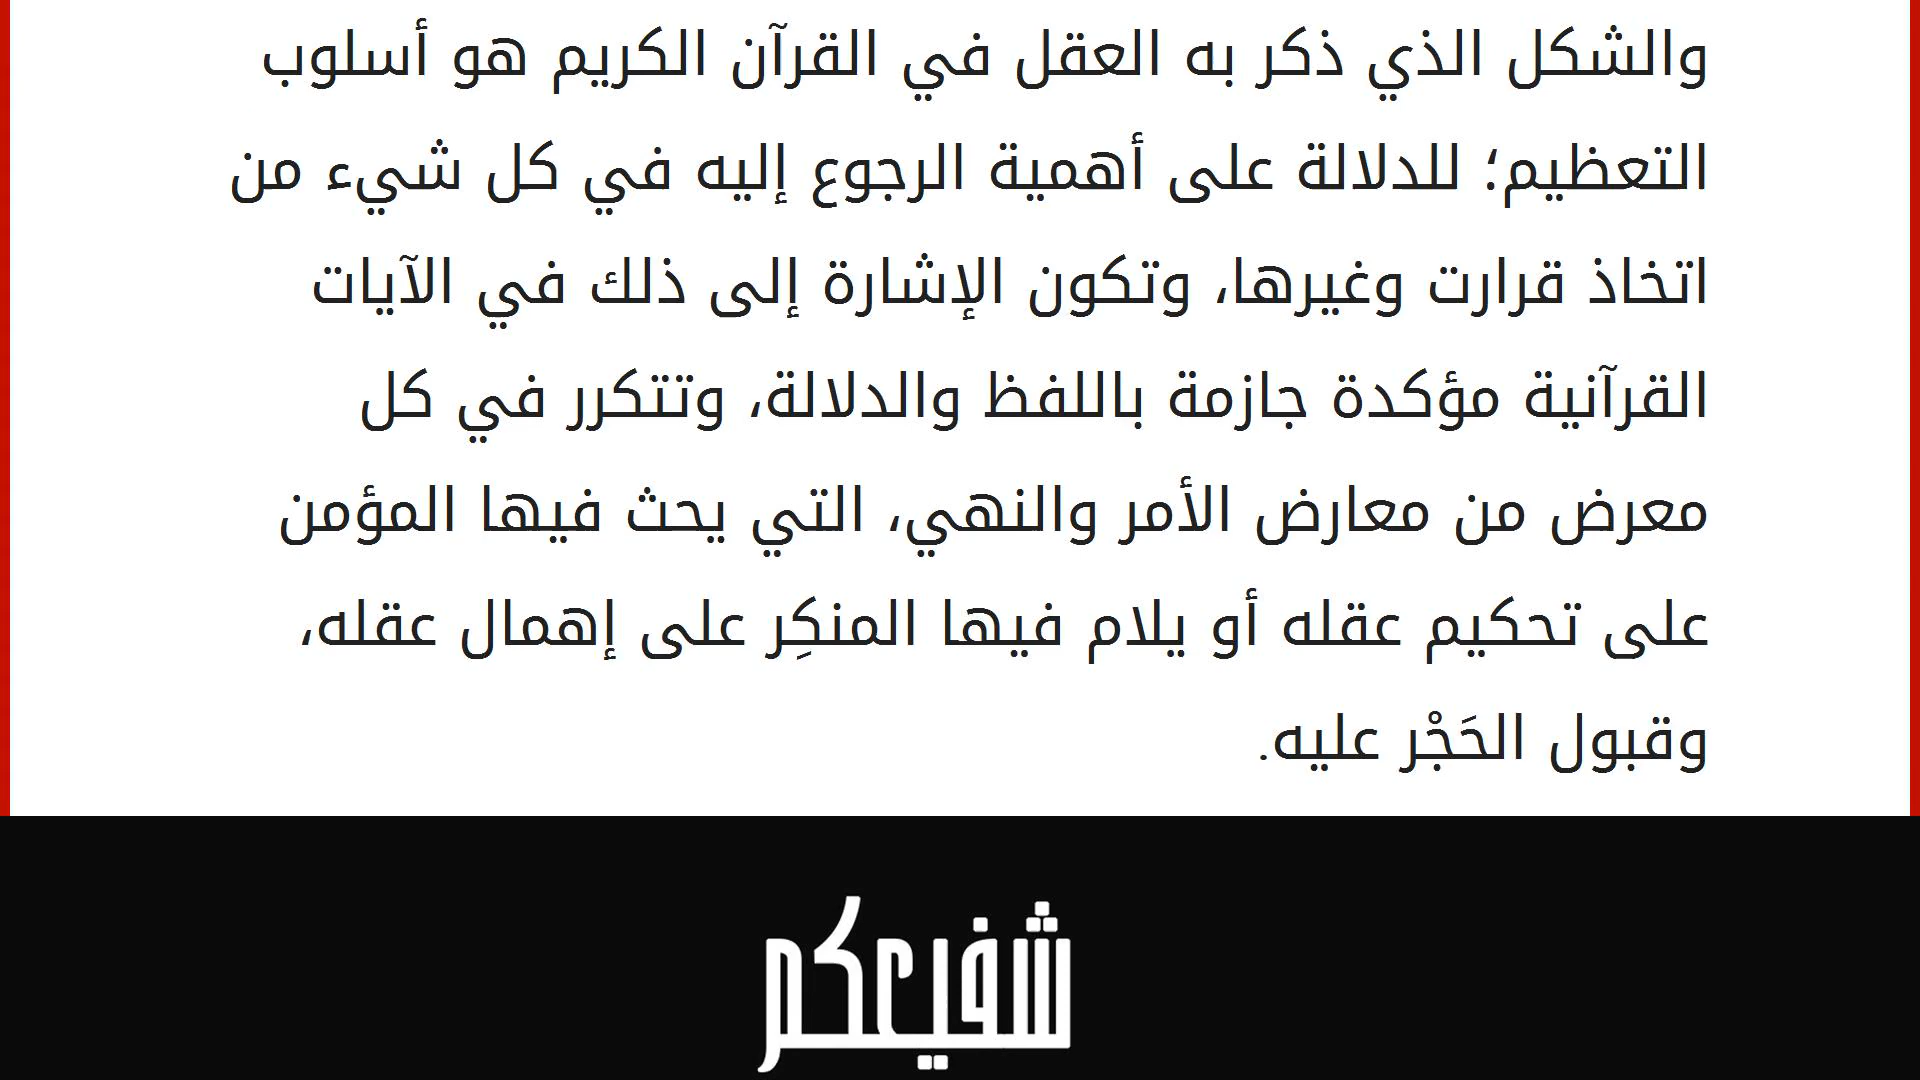 والشكل الذي ذكر به العقل في القرآن الكريم هو أسلوب
التعظيم؛ للدلالة على أهمية الرجوع إليه في كل شيء من
اتخاذ قرارت وغيرها، وتكون الإشارة إلى ذلك في الآيات
القرآنية مؤكدة جازمة باللفظ والدلالة، وتتكرر في كل
معرض من معارض الأمر والنهي، التي يحث فيها المؤمن
على تحكيم عقله أو يلام فيها المنكِر على إهمال عقله،
وقبول الحَجْر عليه.
شفيعكم